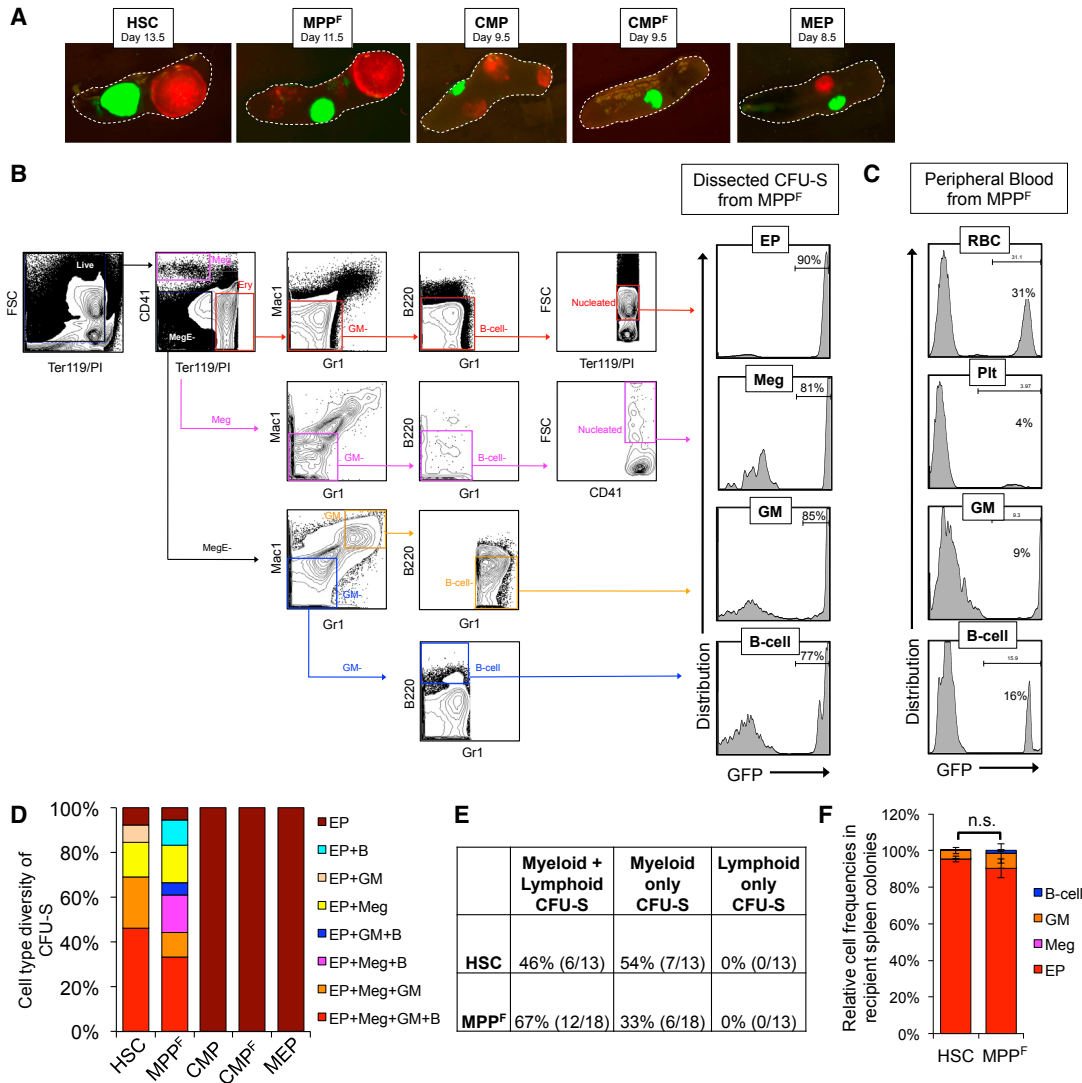 A
HSC
Day 13.5
MPPF
Day 11.5
CMP
Day 9.5
CMPF
Day 9.5
MEP
Day 8.5
B
Dissected CFU-S
from MPPF
C
Peripheral Blood
from MPPF
FSC
Live
Ter119/PI
CD41
Meg
Ery
MegE-
Ter119/PI
Mac1
GM-
Gr1
B220
B-cell-
Gr1
FSC
Nucleated
Ter119/PI
Meg
Mac1
GM-
Gr1
B220
B-cell-
Gr1
FSC
Nucleated
CD41
MegE-
Mac1
GM
GM-
Gr1
B220
B-cell-
Gr1
GM-
B220
B-cell
Gr1
EP
90%
Meg
81%
GM
85%
B-cell
77%
Distribution
GFP
RBC
31.1
31%
Plt
3.97
4%
GM
9.3
9%
B-cell
15.9
16%
Distribution
GFP
D
Cell type diversity of
CFU-S
100%
80%
60%
40%
20%
0%
HSC
MPPF
CMP
CMPF
MEP
EP
EP+B
EP+GM
EP+Meg
EP+GM+B
EP+Meg+B
EP+Meg+GM
EP+Meg+GM+B
E
Myeloid +
Lymphoid
CFU-S
Myeloid
only
CFU-S
Lymphoid
only
CFU-S
HSC
46% (6/13)
54% (7/13)
0% (0/13)
MPPF
67% (12/18)
33% (6/18)
0% (0/13)
F
Relative cell frequencies in
recipient spleen colonies
120%
100%
80%
60%
40%
20%
0%
n.s.
HSC
MPPF
B-cell
GM
Meg
EP